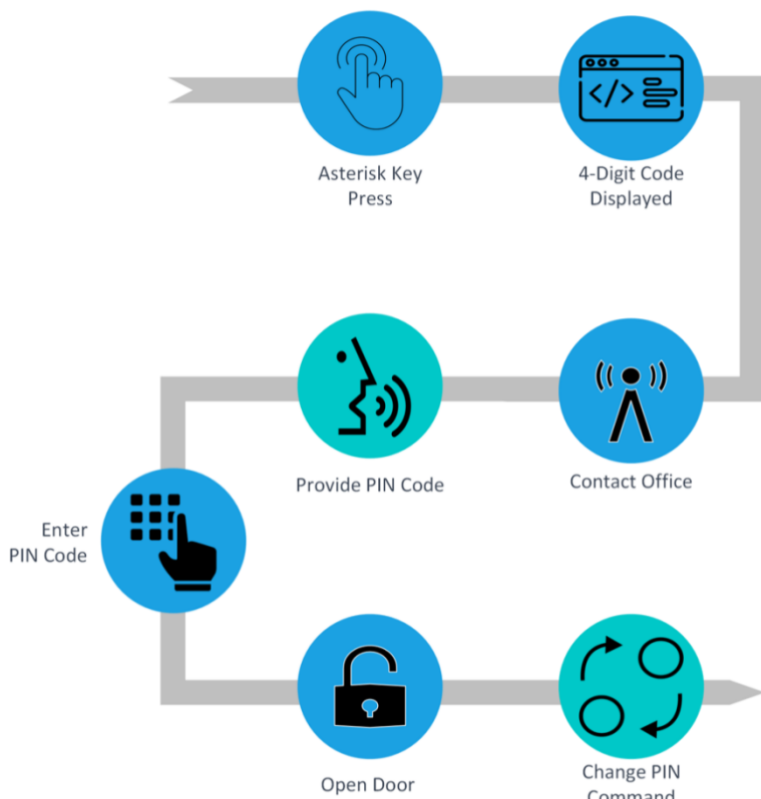 Asterisk Key
Press
4-Digit Code
Displayed
Contact Office
Provide PIN Code
Enter
PIN Code
Open Door
Change PIN
Command